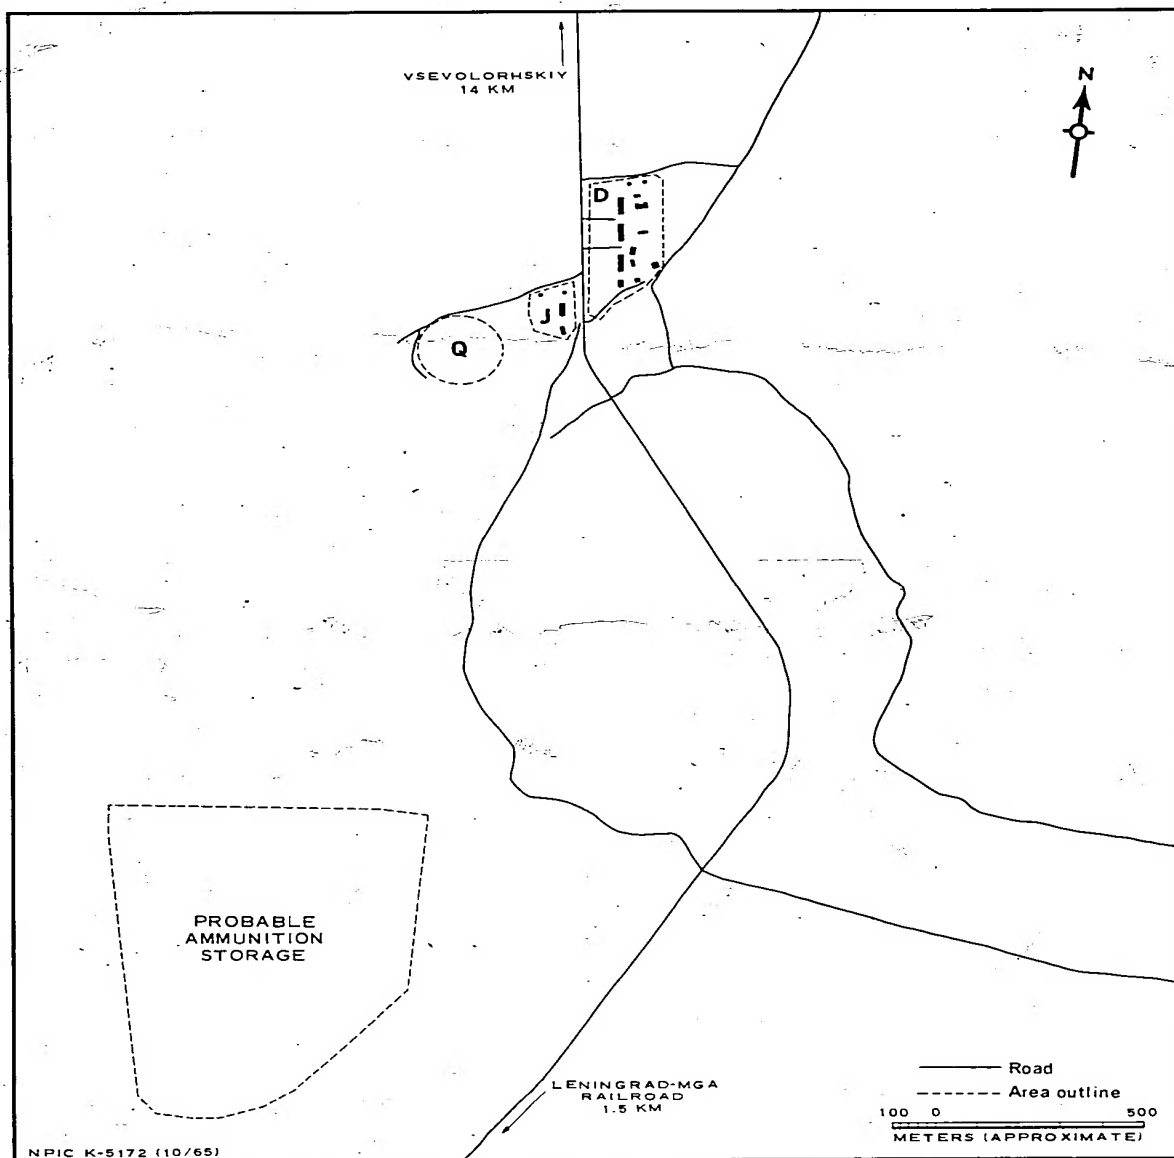 VSEVOLORHSKIY
14 KM
N
D
J
Q
PROBABLE
AMMUNITION
STORAGE
LENINGRAD-MGA
RAILROAD
1.5 KM
Road
Area outline
100 0 500
METERS (APPROXIMATE)
NPIC K-5172 (10/65)